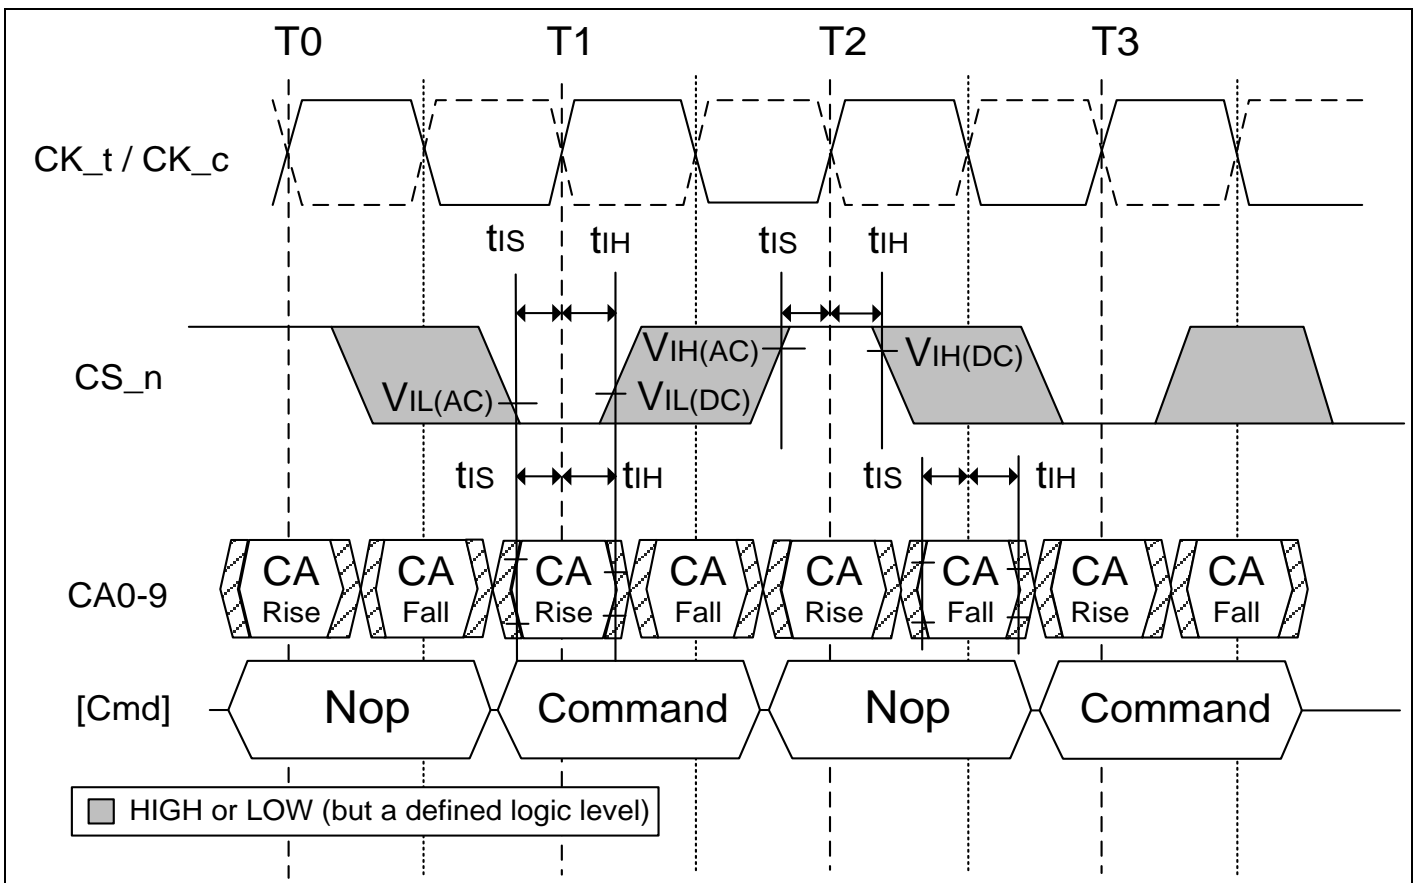 T0 T1 T2 T3
CK_t / CK_c
tIS tIH tIS tIH
CS_n
VIH(AC) VIH(DC)
VIL(AC) VIL(DC)
tIS tIH tIS tIH
CA0-9
CA CA CA CA CA CA CA CA
Rise Fall Rise Fall Rise Fall Rise Fall
[Cmd] Nop Command Nop Command
HIGH or LOW (but a defined logic level)